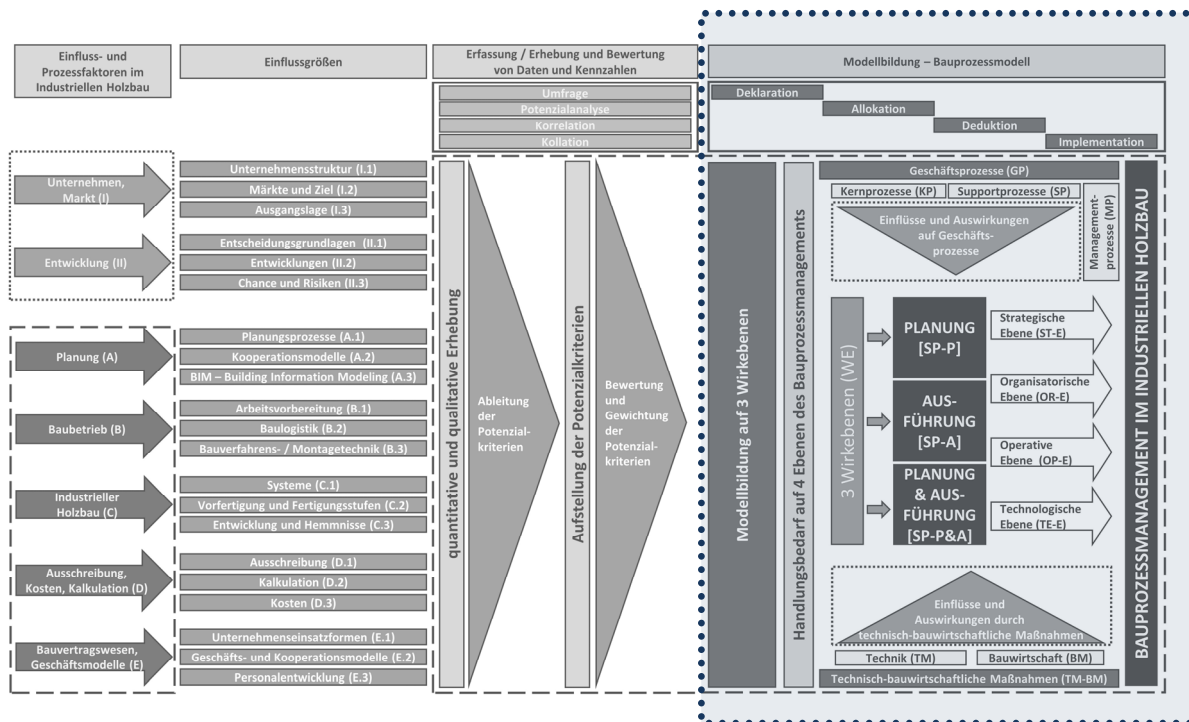 Einfluss- und
Prozessfaktoren im
Industriellen Holzbau
Einflussgrößen
Erfassung / Erhebung und Bewertung
von Daten und Kennzahlen
Modellbildung – Bauprozessmodell
Umfrage
Potenzialanalyse
Korrelation
Kollation
Deklaration
Allokation
Deduktion
Implementation
Unternehmen,
Markt (I)
Entwicklung (II)
Planung (A)
Baubetrieb (B)
Industrieller
Holzbau (C)
Ausschreibung,
Kosten, Kalkulation (D)
Bauvertragswesen,
Geschäftsmodelle (E)
Unternehmensstruktur (I.1)
Märkte und Ziel (I.2)
Ausgangslage (I.3)
Entscheidungsgrundlagen (II.1)
Entwicklungen (II.2)
Chance und Risiken (II.3)
Planungsprozesse (A.1)
Kooperationsmodelle (A.2)
BIM – Building Information Modeling (A.3)
Arbeitsvorbereitung (B.1)
Baulogistik (B.2)
Bauverfahrens- / Montagetechnik (B.3)
Systeme (C.1)
Vorfertigung und Fertigungsstufen (C.2)
Entwicklung und Hemmnisse (C.3)
Ausschreibung (D.1)
Kalkulation (D.2)
Kosten (D.3)
Unternehmenseinsatzformen (E.1)
Geschäfts- und Kooperationsmodelle (E.2)
Personalentwicklung (E.3)
quantitative und qualitative Erhebung
Ableitung
der
Potenzial-
kriterien
Aufstellung der Potenzialkriterien
Bewertung
und
Gewichtung
der
Potenzial-
kriterien
Modellbildung auf 3 Wirkebenen
Handlungsbedarf auf 4 Ebenen des Bauprozessmanagements
Geschäftsprozesse (GP)
Kernprozesse (KP)
Supportprozesse (SP)
Management-
prozesse (MP)
Einflüsse und Auswirkungen
auf Geschäfts-
prozesse
3 Wirkebenen (WE)
PLANUNG
[SP-P]
AUS-
FÜHRUNG
[SP-A]
PLANUNG
& AUS-
FÜHRUNG
[SP-P&A]
Strategische
Ebene (ST-E)
Organisatorische
Ebene (OR-E)
Operative
Ebene (OP-E)
Technologische
Ebene (TE-E)
Einflüsse und
Auswirkungen durch
technisch-bauwirtschaftliche Maßnahmen
Technik (TM)
Bauwirtschaft (BM)
Technisch-bauwirtschaftliche Maßnahmen (TM-BM)
BAUPROZESSMANAGEMENT IM INDUSTRIELLEN HOLZBAU